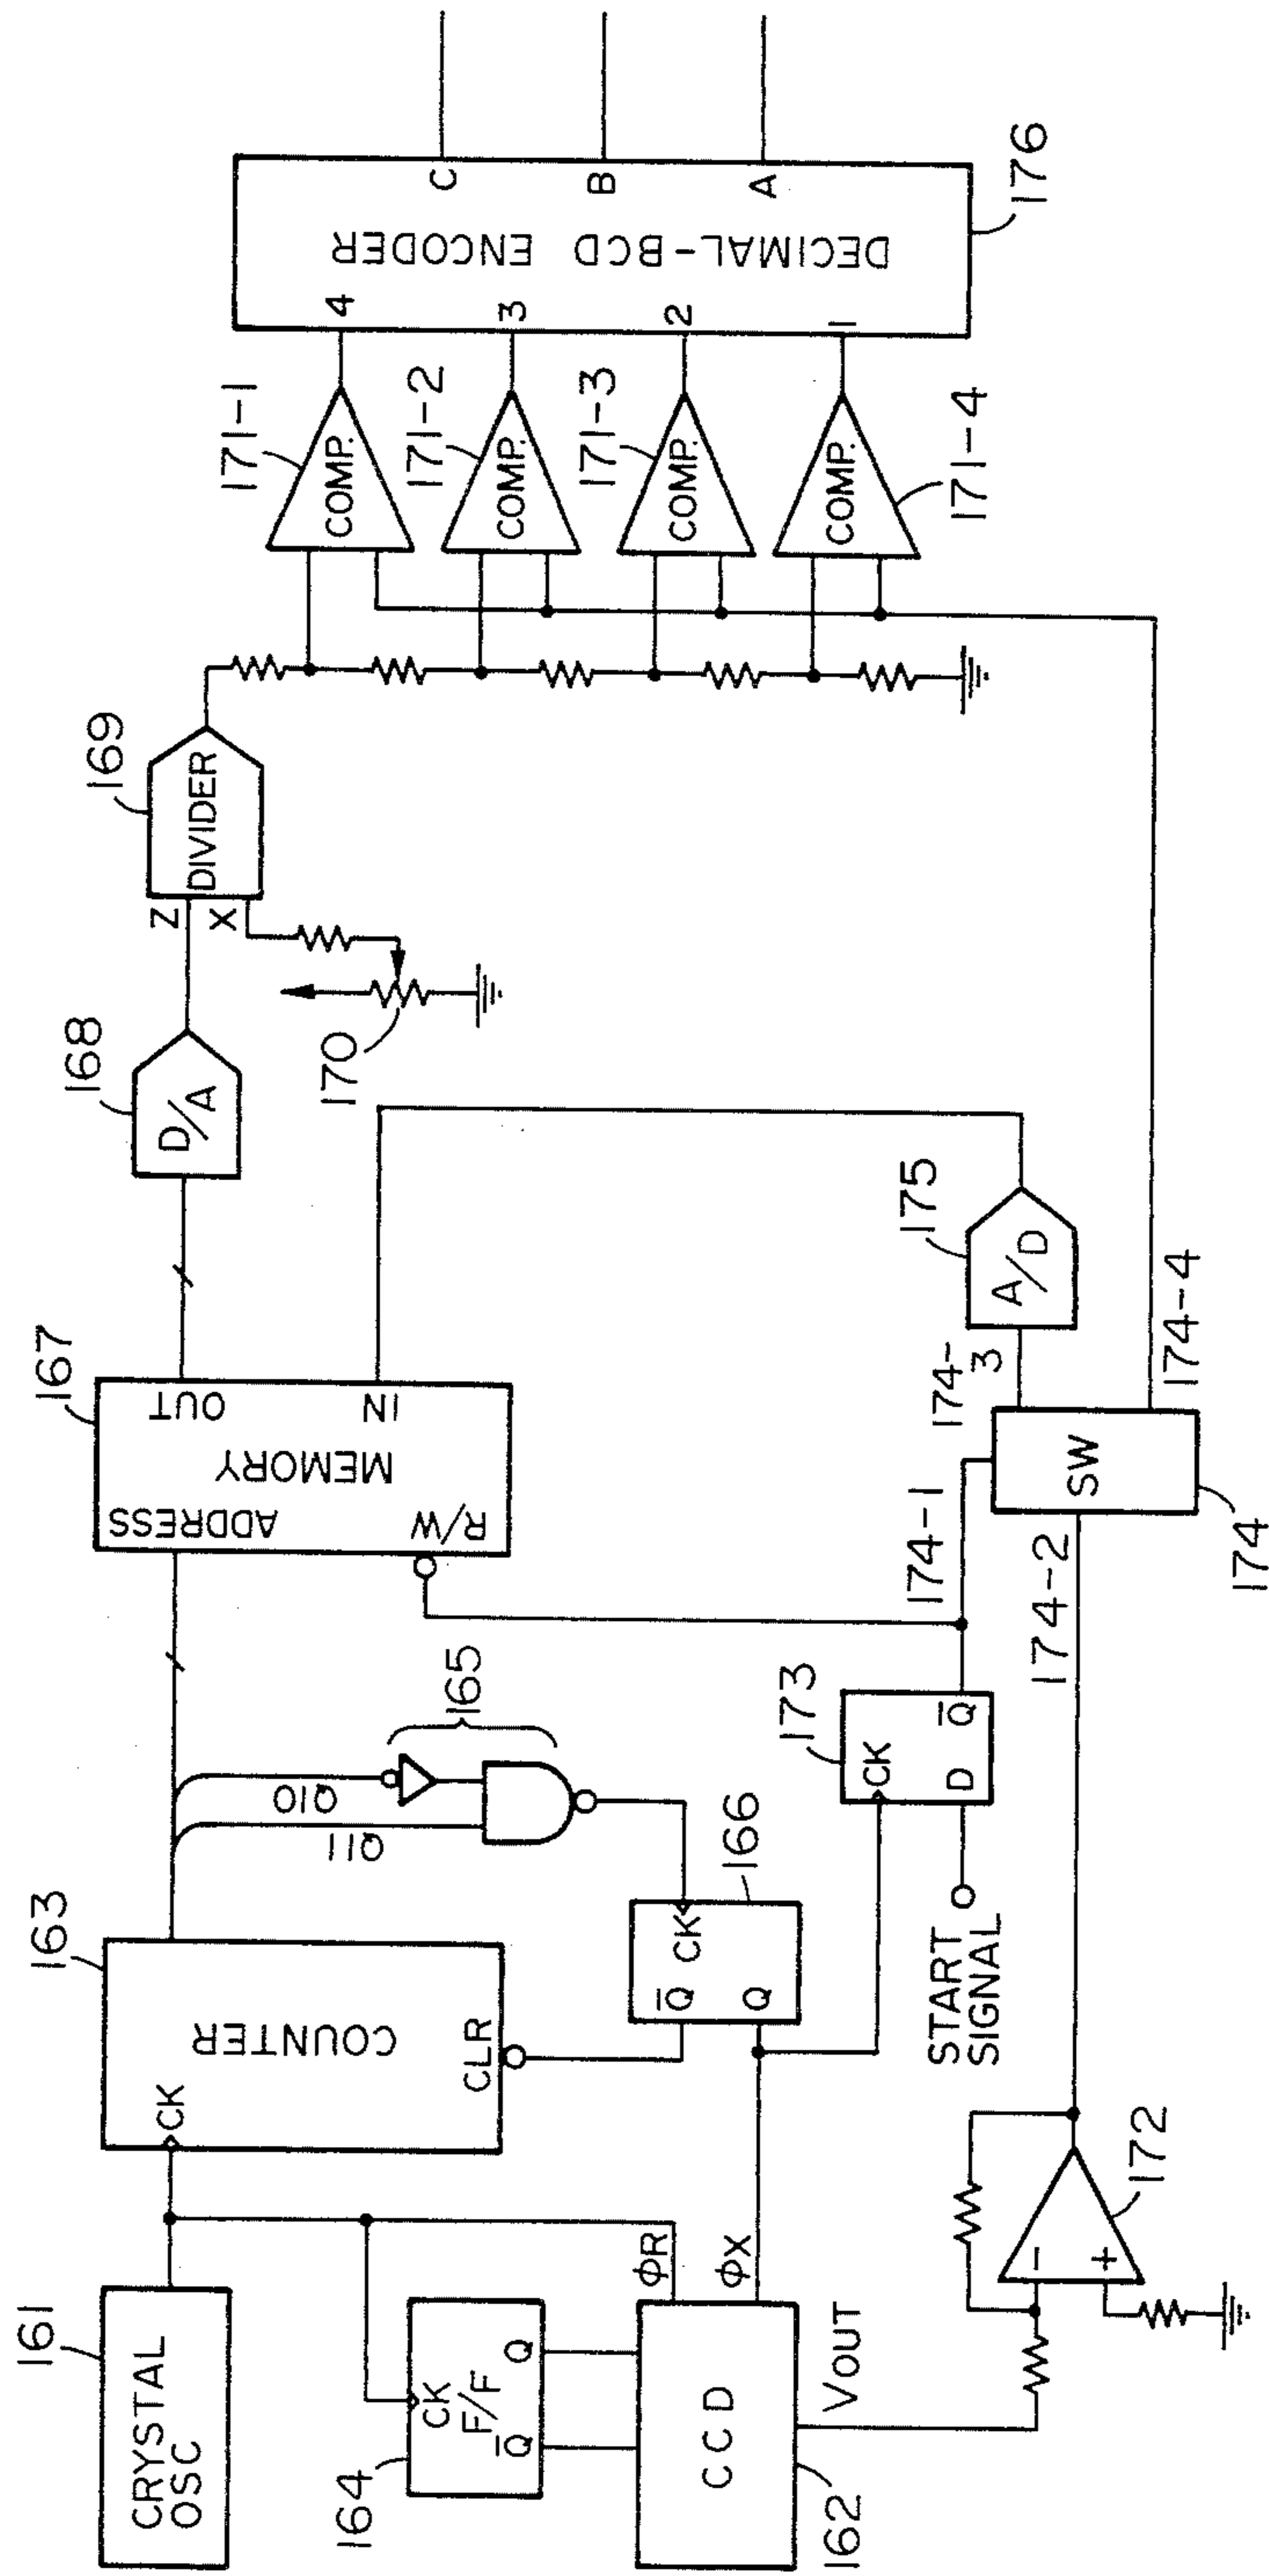 161
CRYSTAL
OSC
163
CK
COUNTER
CLR
Q10
Q11
165
167
ADDRESS
MEMORY
R/W
OUT
IN
168
D/A
169
Z
X
DIVIDER
170
171-1
COMP.
171-2
COMP.
171-3
COMP.
171-4
COMP.
4
3
2
1
DECIMAL-BCD ENCODER
C
B
A
176
164
CK
F/F
Q̅
Q
166
Q̅
CK
Q
ΦR
ΦX
CCD
162
VOUT
173
CK
D
Q̅
START
SIGNAL
172
−
+
174-1
174-2
SW
174
174-
3
174-4
175
A/D